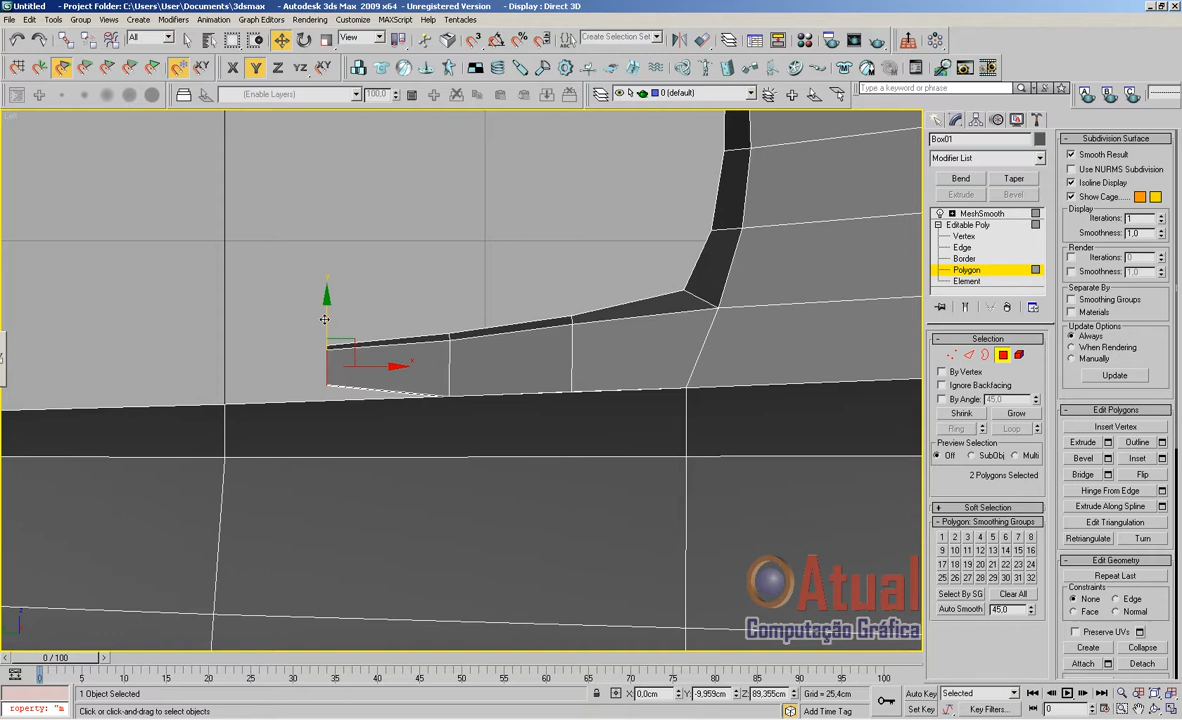 Untitled - Project Folder: C:\Users\User\Documents\3dsmax - Autodesk 3ds Max 2009 x64 - Unregistered Version - Display : Direct 3D
File Edit Tools Group Views Create Modifiers Animation Graph Editors Rendering Customize MAXScript Help Tentacles
All View Create Selection Set
XY X Y Z YZ XY
(Enable Layers) 100,0 0 (default) Type a keyword or phrase A B C
Left
Box01
Modifier List
Bend Taper
Extrude Bevel
MeshSmooth
Editable Poly
Vertex
Edge
Border
Polygon
Element
Selection
By Vertex
Ignore Backfacing
By Angle: 45,0
Shrink Grow
Ring Loop
Preview Selection
Off SubObj Multi
2 Polygons Selected
Soft Selection
Polygon: Smoothing Groups
1 2 3 4 5 6 7 8
9 10 11 12 13 14 15 16
17 18 19 20 21 22 23 24
25 26 27 28 29 30 31 32
Select By SG Clear All
Auto Smooth 45,0
Subdivision Surface
Smooth Result
Use NURMS Subdivision
Isoline Display
Show Cage......
Display
Iterations: 1
Smoothness: 1,0
Render
Iterations: 0
Smoothness: 1,0
Separate By
Smoothing Groups
Materials
Update Options
Always
When Rendering
Manually
Update
Edit Polygons
Insert Vertex
Extrude Outline
Bevel Inset
Bridge Flip
Hinge From Edge
Extrude Along Spline
Edit Triangulation
Retriangulate Turn
Edit Geometry
Repeat Last
Constraints
None Edge
Face Normal
Preserve UVs
Create Collapse
Attach Detach
y
x
z
Atual
Computação Gráfica
0 / 100
0 5 10 15 20 25 30 35 40 45 50 55 60 65 70 75 80 85 90 95 100
1 Object Selected X: 0,0cm Y: -9,959cm Z: 89,355cm Grid = 25,4cm Auto Key Selected
roperty: "m Click or click-and-drag to select objects Add Time Tag Set Key Key Filters... 0